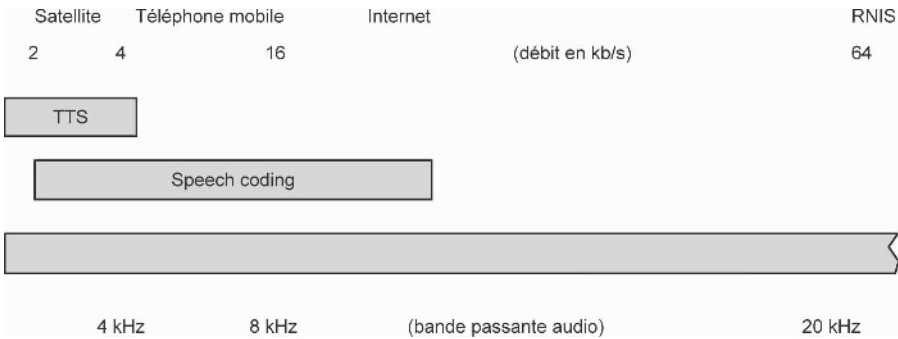 Satellite Téléphone mobile Internet RNIS
2 4 16 (débit en kb/s) 64
TTS
Speech coding
4 kHz 8 kHz (bande passante audio) 20 kHz